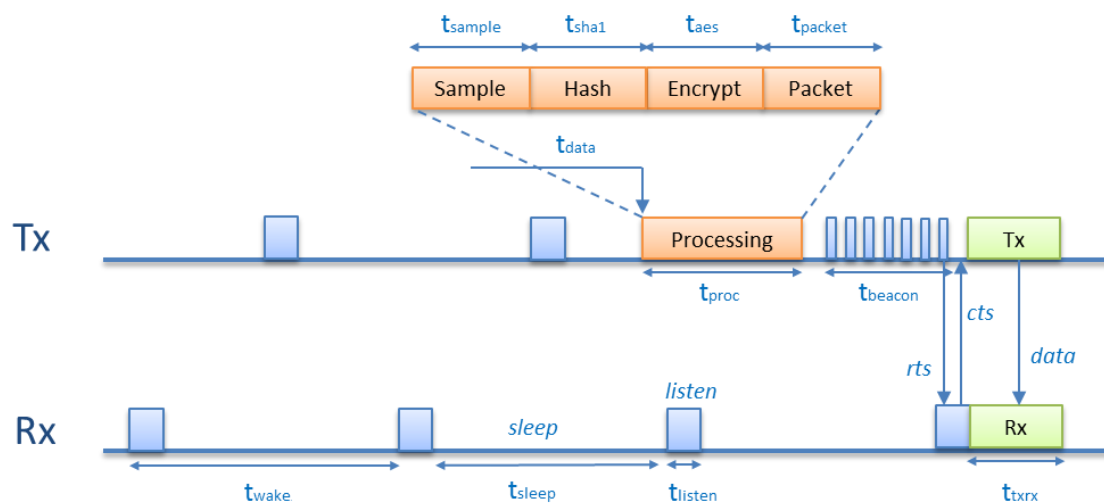 tsample tsha1 taes tpacket
Sample Hash Encrypt Packet
tdata
Tx Processing Tx
tproc tbeacon
cts
rts data
listen
sleep
Rx Rx
twake tsleep tlisten ttxrx